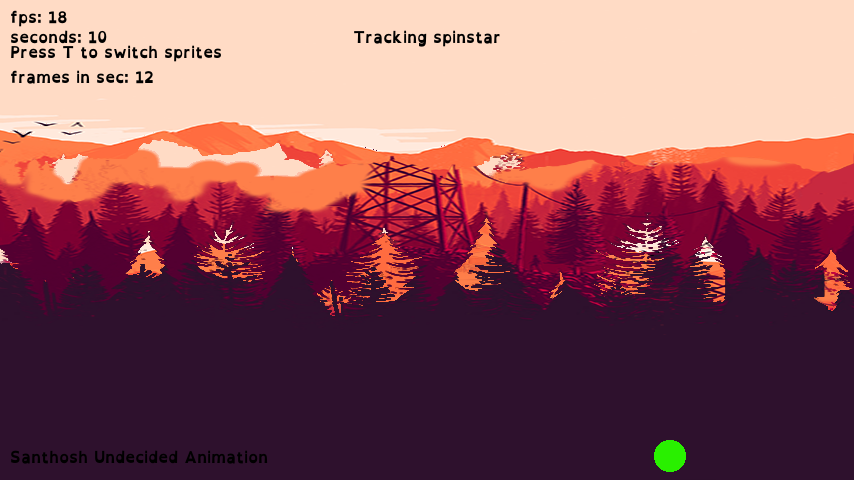 fps: 18
seconds: 10
Press T to switch sprites
frames in sec: 12
Tracking spinstar
Santhosh Undecided Animation